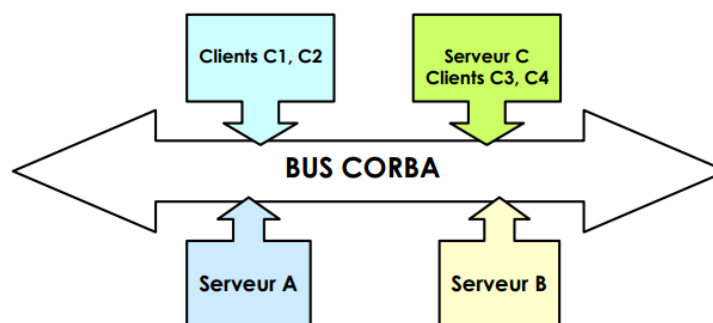 Clients C1, C2
Serveur C
Clients C3, C4
BUS CORBA
Serveur A
Serveur B